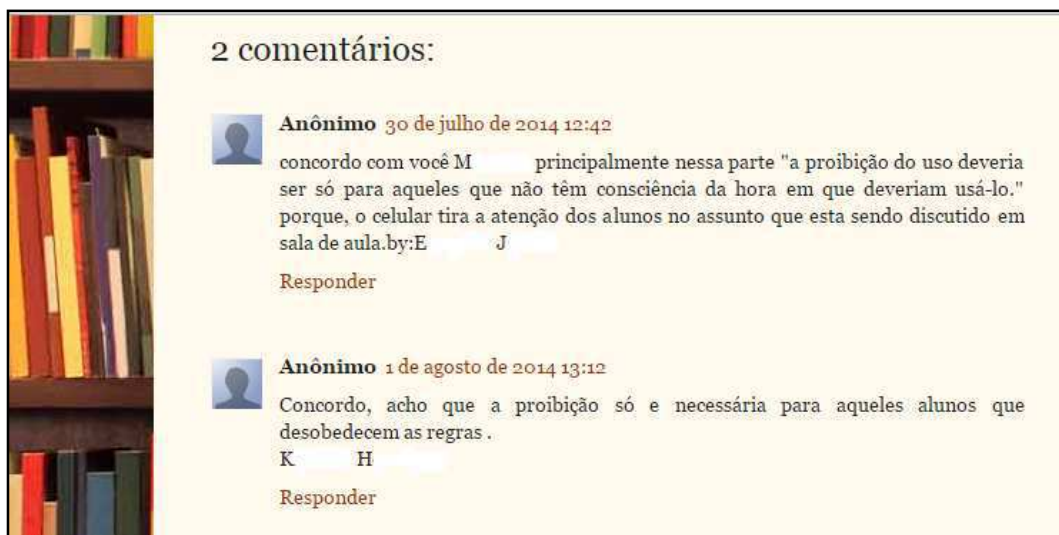 2 comentários:
Anônimo 30 de julho de 2014 12:42
concordo com você M principalmente nessa parte "a proibição do uso deveria
ser só para aqueles que não têm consciência da hora em que deveriam usá-lo."
porque, o celular tira a atenção dos alunos no assunto que esta sendo discutido em
sala de aula.by:E J
Responder
Anônimo 1 de agosto de 2014 13:12
Concordo, acho que a proibição só e necessária para aqueles alunos que
desobedecem as regras .
K H
Responder